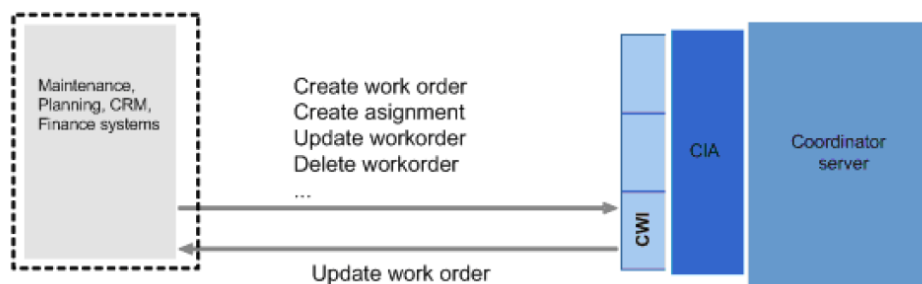 Maintenance,
Planning, CRM,
Finance systems
Create work order
Create asignment
Update workorder
Delete workorder
...
Update work order
CWI
CIA
Coordinator
server